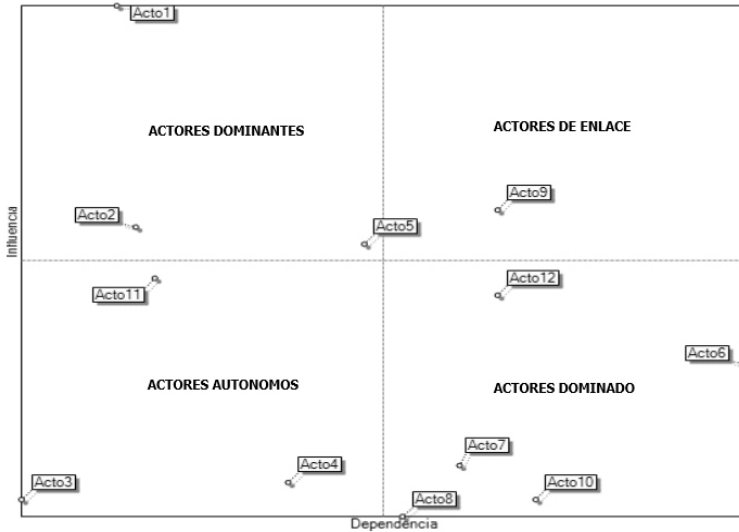 Acto1
ACTORES DOMINANTES
ACTORES DE ENLACE
Acto9
Acto2
Acto5
Influencia
Acto12
Acto11
Acto6
ACTORES AUTONOMOS
ACTORES DOMINADO
Acto7
Acto4
Acto3
Acto10
Acto8
Dependencia